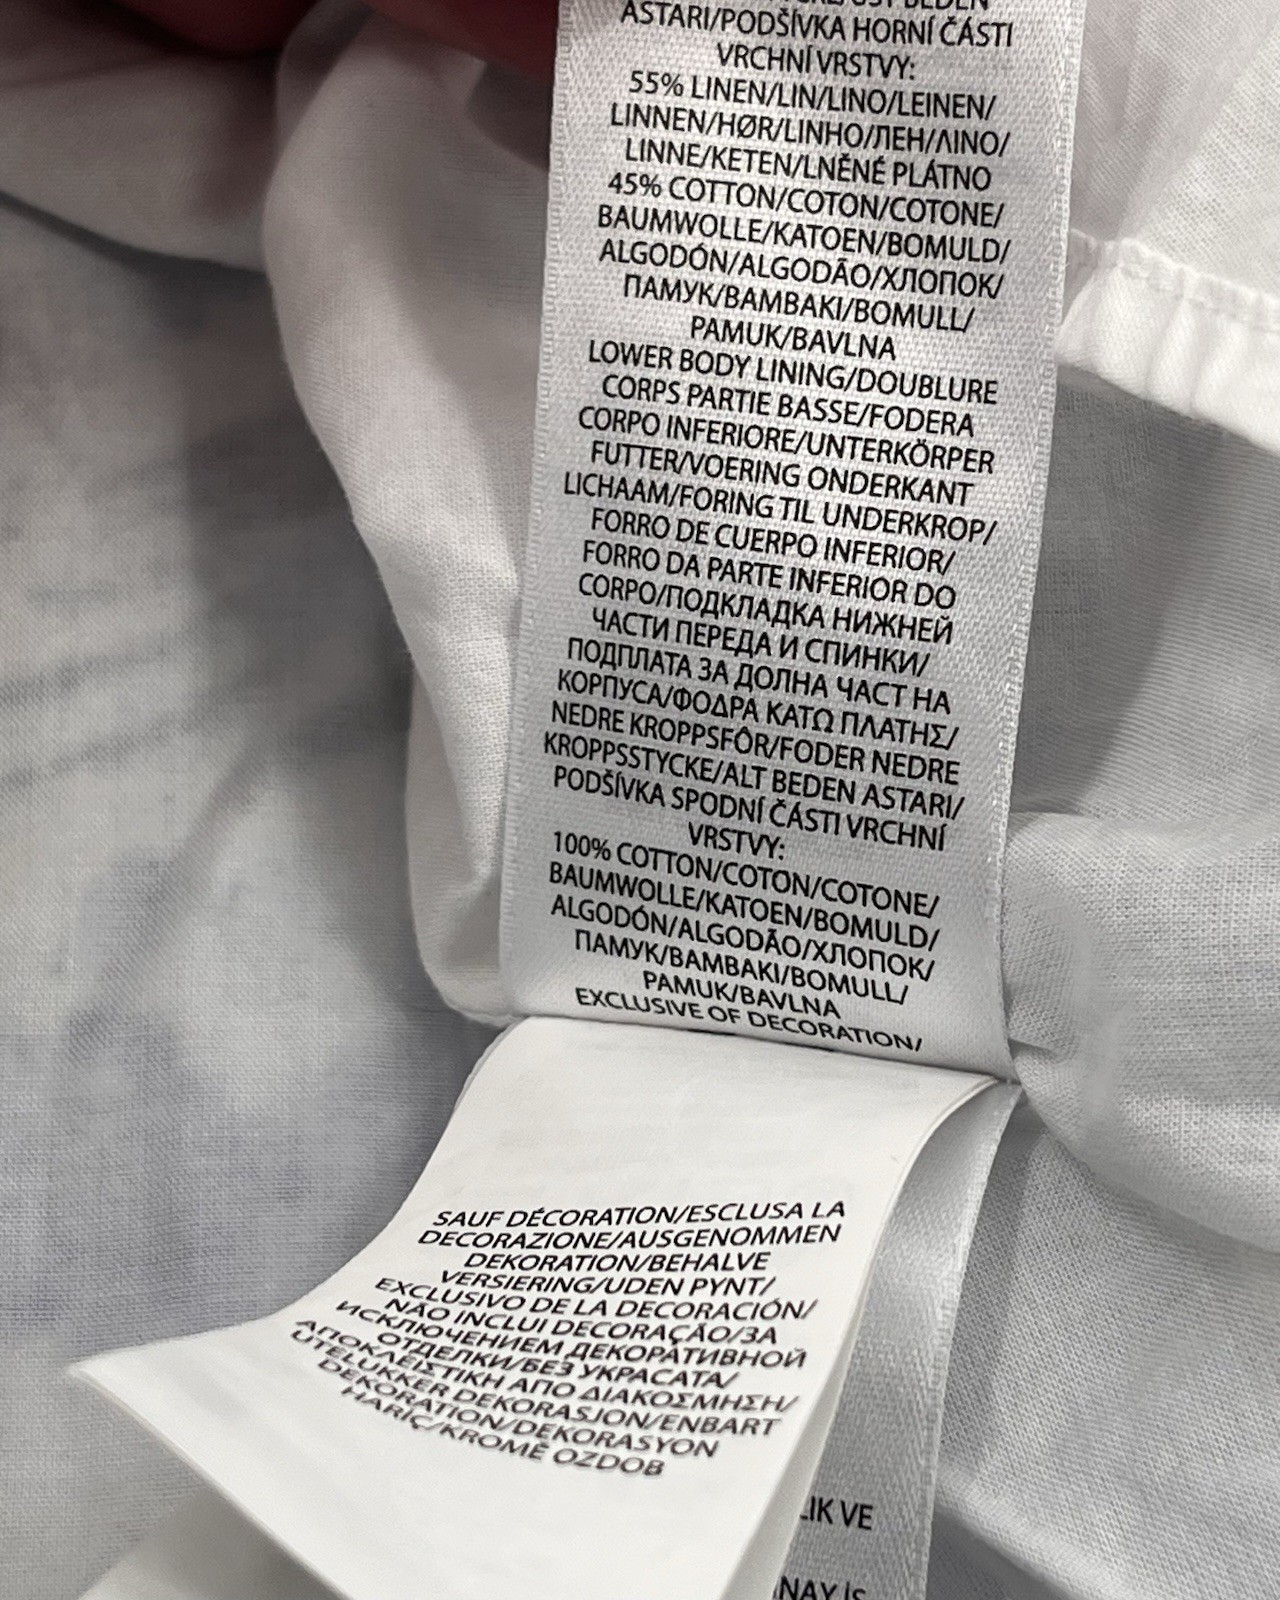 BEDEN
ASTARI/PODŠÍVKA HORNÍ ČÁSTI
VRCHNÍ VRSTVY:
55% LINEN/LIN/LINO/LEINEN/
LINNEN/HØR/LINHO/ЛЕН/ΛΙΝΟ/
LINNE/KETEN/LNĚNÉ PLÁTNO
45% COTTON/COTON/COTONE/
BAUMWOLLE/KATOEN/BOMULD/
ALGODÓN/ALGODÃO/ХЛОПОК/
ПАМУК/ΒΑΜΒΑΚΙ/BOMULL/
PAMUK/BAVLNA
LOWER BODY LINING/DOUBLURE
CORPS PARTIE BASSE/FODERA
CORPO INFERIORE/UNTERKÖRPER
FUTTER/VOERING ONDERKANT
LICHAAM/FORING TIL UNDERKROP/
FORRO DE CUERPO INFERIOR/
FORRO DA PARTE INFERIOR DO
CORPO/ПОДКЛАДКА НИЖНЕЙ
ЧАСТИ ПЕРЕДА И СПИНКИ/
ПОДПЛАТА ЗА ДОЛНА ЧАСТ НА
КОРПУСА/ΦΟΔΡΑ ΚΑΤΩ ΠΛΑΤΗΣ/
NEDRE KROPPSFÔR/FODER NEDRE
KROPPSSTYCKE/ALT BEDEN ASTARI/
PODŠÍVKA SPODNÍ ČÁSTI VRCHNÍ
VRSTVY:
100% COTTON/COTON/COTONE/
BAUMWOLLE/KATOEN/BOMULD/
ALGODÓN/ALGODÃO/ХЛОПОК/
ПАМУК/ΒΑΜΒΑΚΙ/BOMULL/
PAMUK/BAVLNA
EXCLUSIVE OF DECORATION/
SAUF DÉCORATION/ESCLUSA LA
DECORAZIONE/AUSGENOMMEN
DEKORATION/BEHALVE
VERSIERING/UDEN PYNT/
EXCLUSIVO DE LA DECORACIÓN/
NÃO INCLUI DECORAÇÃO/ЗА
ИСКЛЮЧЕНИЕМ ДЕКОРАТИВНОЙ
ОТДЕЛКИ/БЕЗ УКРАСАТА/
ΑΠΟΚΛΕΙΣΤΙΚΗ ΑΠΟ ΔΙΑΚΟΣΜΗΣΗ/
UTELUKKER DEKORASJON/ENBART
DEKORATION/DEKORASYON
HARIÇ/KROMĚ OZDOB
LIK VE
NAY İS